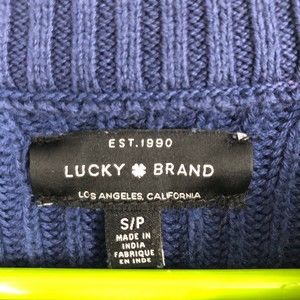 EST.1990
LUCKY BRAND
LOS ANGELES, CALIFORNIA
S/P
MADE IN
INDIA
FABRIQUE
EN INDE